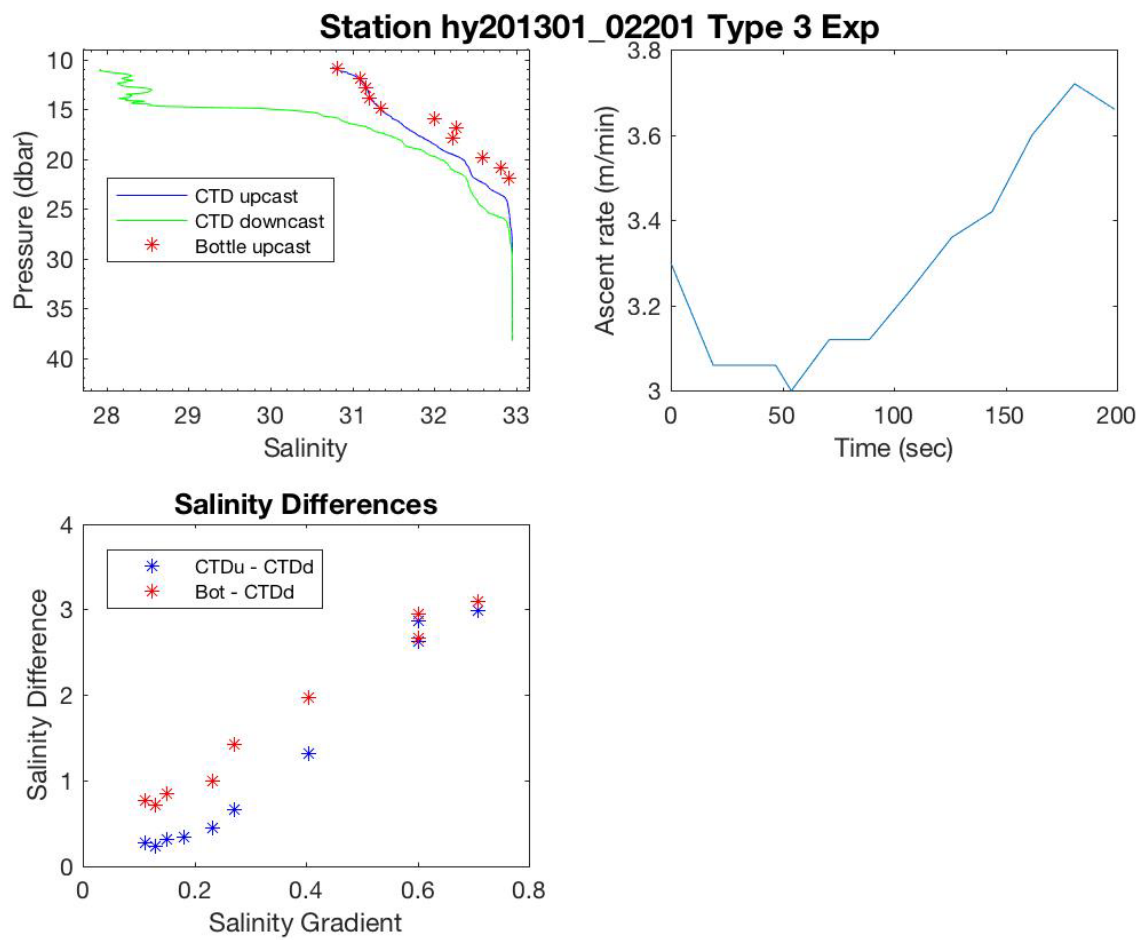 Station hy201301_02201 Type 3 Exp
10
15
20
25
30
35
40
Pressure (dbar)
CTD upcast
CTD downcast
Bottle upcast
28 29 30 31 32 33
Salinity
3.8
3.6
3.4
3.2
3
Ascent rate (m/min)
0 50 100 150 200
Time (sec)
Salinity Differences
4
3
2
1
0
Salinity Difference
CTDu - CTDd
Bot - CTDd
0 0.2 0.4 0.6 0.8
Salinity Gradient